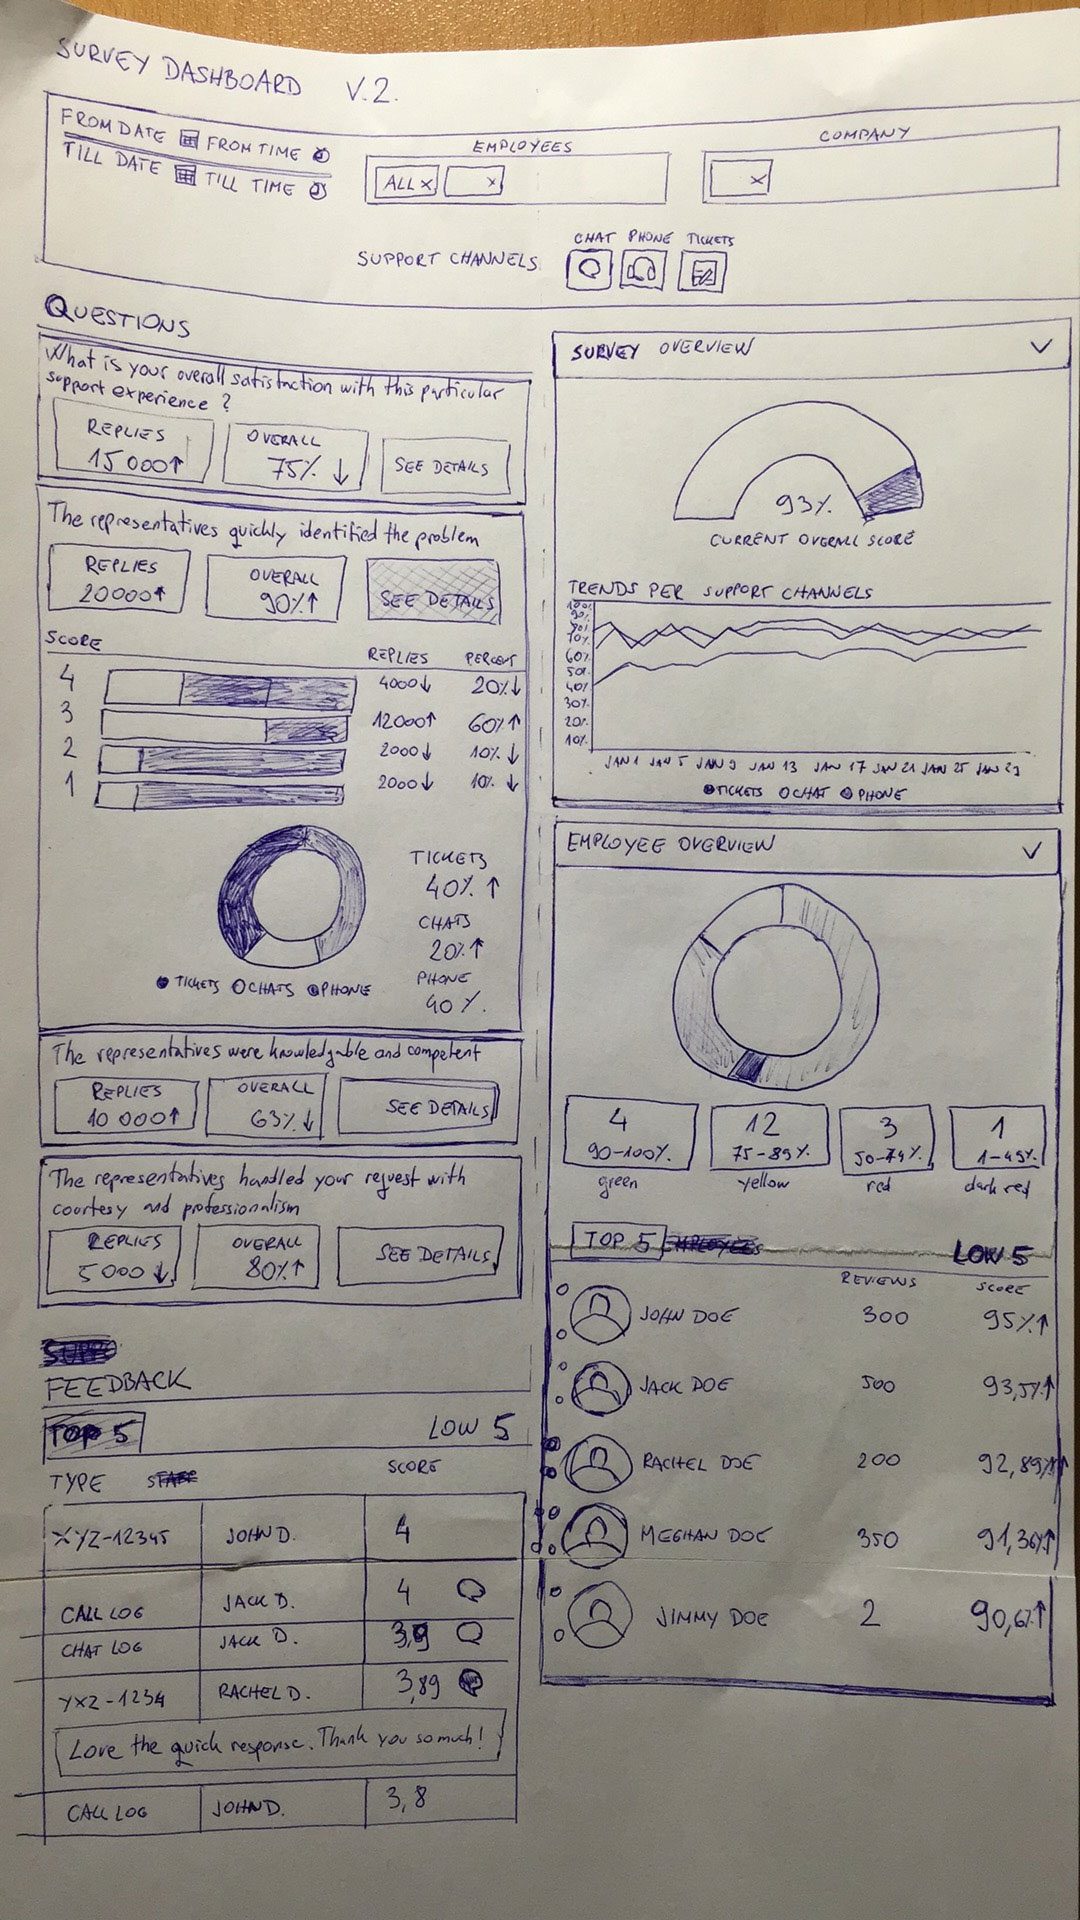 SURVEY DASHBOARD V.2.
FROM DATE FROM TIME
TILL DATE TILL TIME
EMPLOYEES
ALL X X
COMPANY
X
SUPPORT CHANNELS
CHAT PHONE TICKETS
QUESTIONS
What is your overall satisfaction with this particular
support experience ?
REPLIES
15 000↑
OVERALL
75% ↓
SEE DETAILS
The representatives quickly identified the problem
REPLIES
20000↑
OVERALL
90%↑
SEE DETAILS
SCORE REPLIES PERCENT
4 4000↓ 20%↓
3 12000↑ 60%↑
2 2000↓ 10%↓
1 2000↓ 10%↓
TICKETS
40% ↑
CHATS
20%↑
PHONE
40 %.
TICKETS CHATS PHONE
The representatives were knowledgable and competent
REPLIES
10 000↑
OVERALL
63%↓
SEE DETAILS
The representatives handled your request with
courtesy and professionalism
REPLIES
5 000↓
OVERALL
80%↑
SEE DETAILS
FEEDBACK
TOP 5 LOW 5
TYPE STAFF SCORE
XYZ-12345 JOHN D. 4
CALL LOG JACK D. 4
CHAT LOG JACK D. 3,9
YXZ-1234 RACHEL D. 3,89
Love the quick response. Thank you so much!
CALL LOG JOHN D. 3,8
SURVEY OVERVIEW
93%
CURRENT OVERALL SCORE
TRENDS PER SUPPORT CHANNELS
100%
90%
80%
70%
60%
50%
40%
30%
20%
10%
JAN 1 JAN 5 JAN 9 JAN 13 JAN 17 JAN 21 JAN 25 JAN 29
TICKETS CHAT PHONE
EMPLOYEE OVERVIEW
4
90-100%
green
12
75-89%
yellow
3
50-74%
red
1
1-49%
dark red
TOP 5 EMPLOYEES LOW 5
REVIEWS SCORE
JOHN DOE 300 95%↑
JACK DOE 500 93,5%↑
RACHEL DOE 200 92,89%↑
MEGHAN DOE 350 91,36%↑
JIMMY DOE 2 90,6%↑